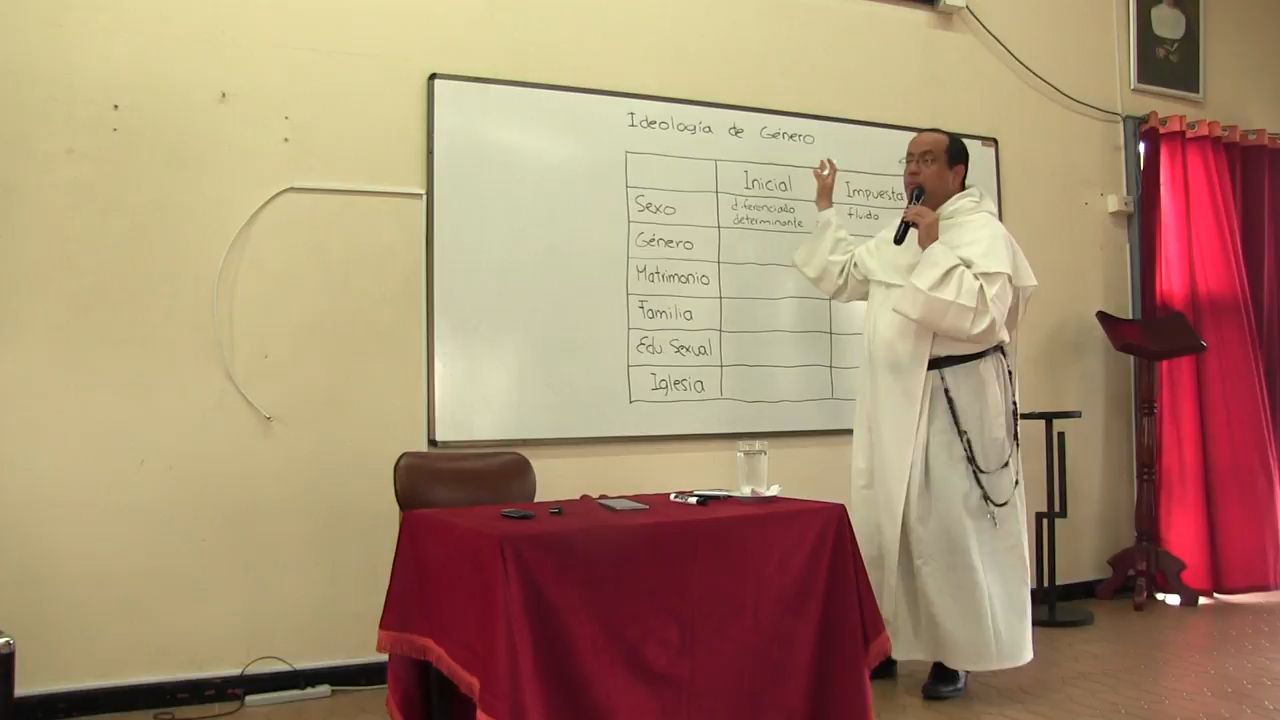 Ideología de Género
Inicial Impuesta
Sexo diferenciado fluido
determinante
Género
Matrimonio
Familia
Edu Sexual
Iglesia